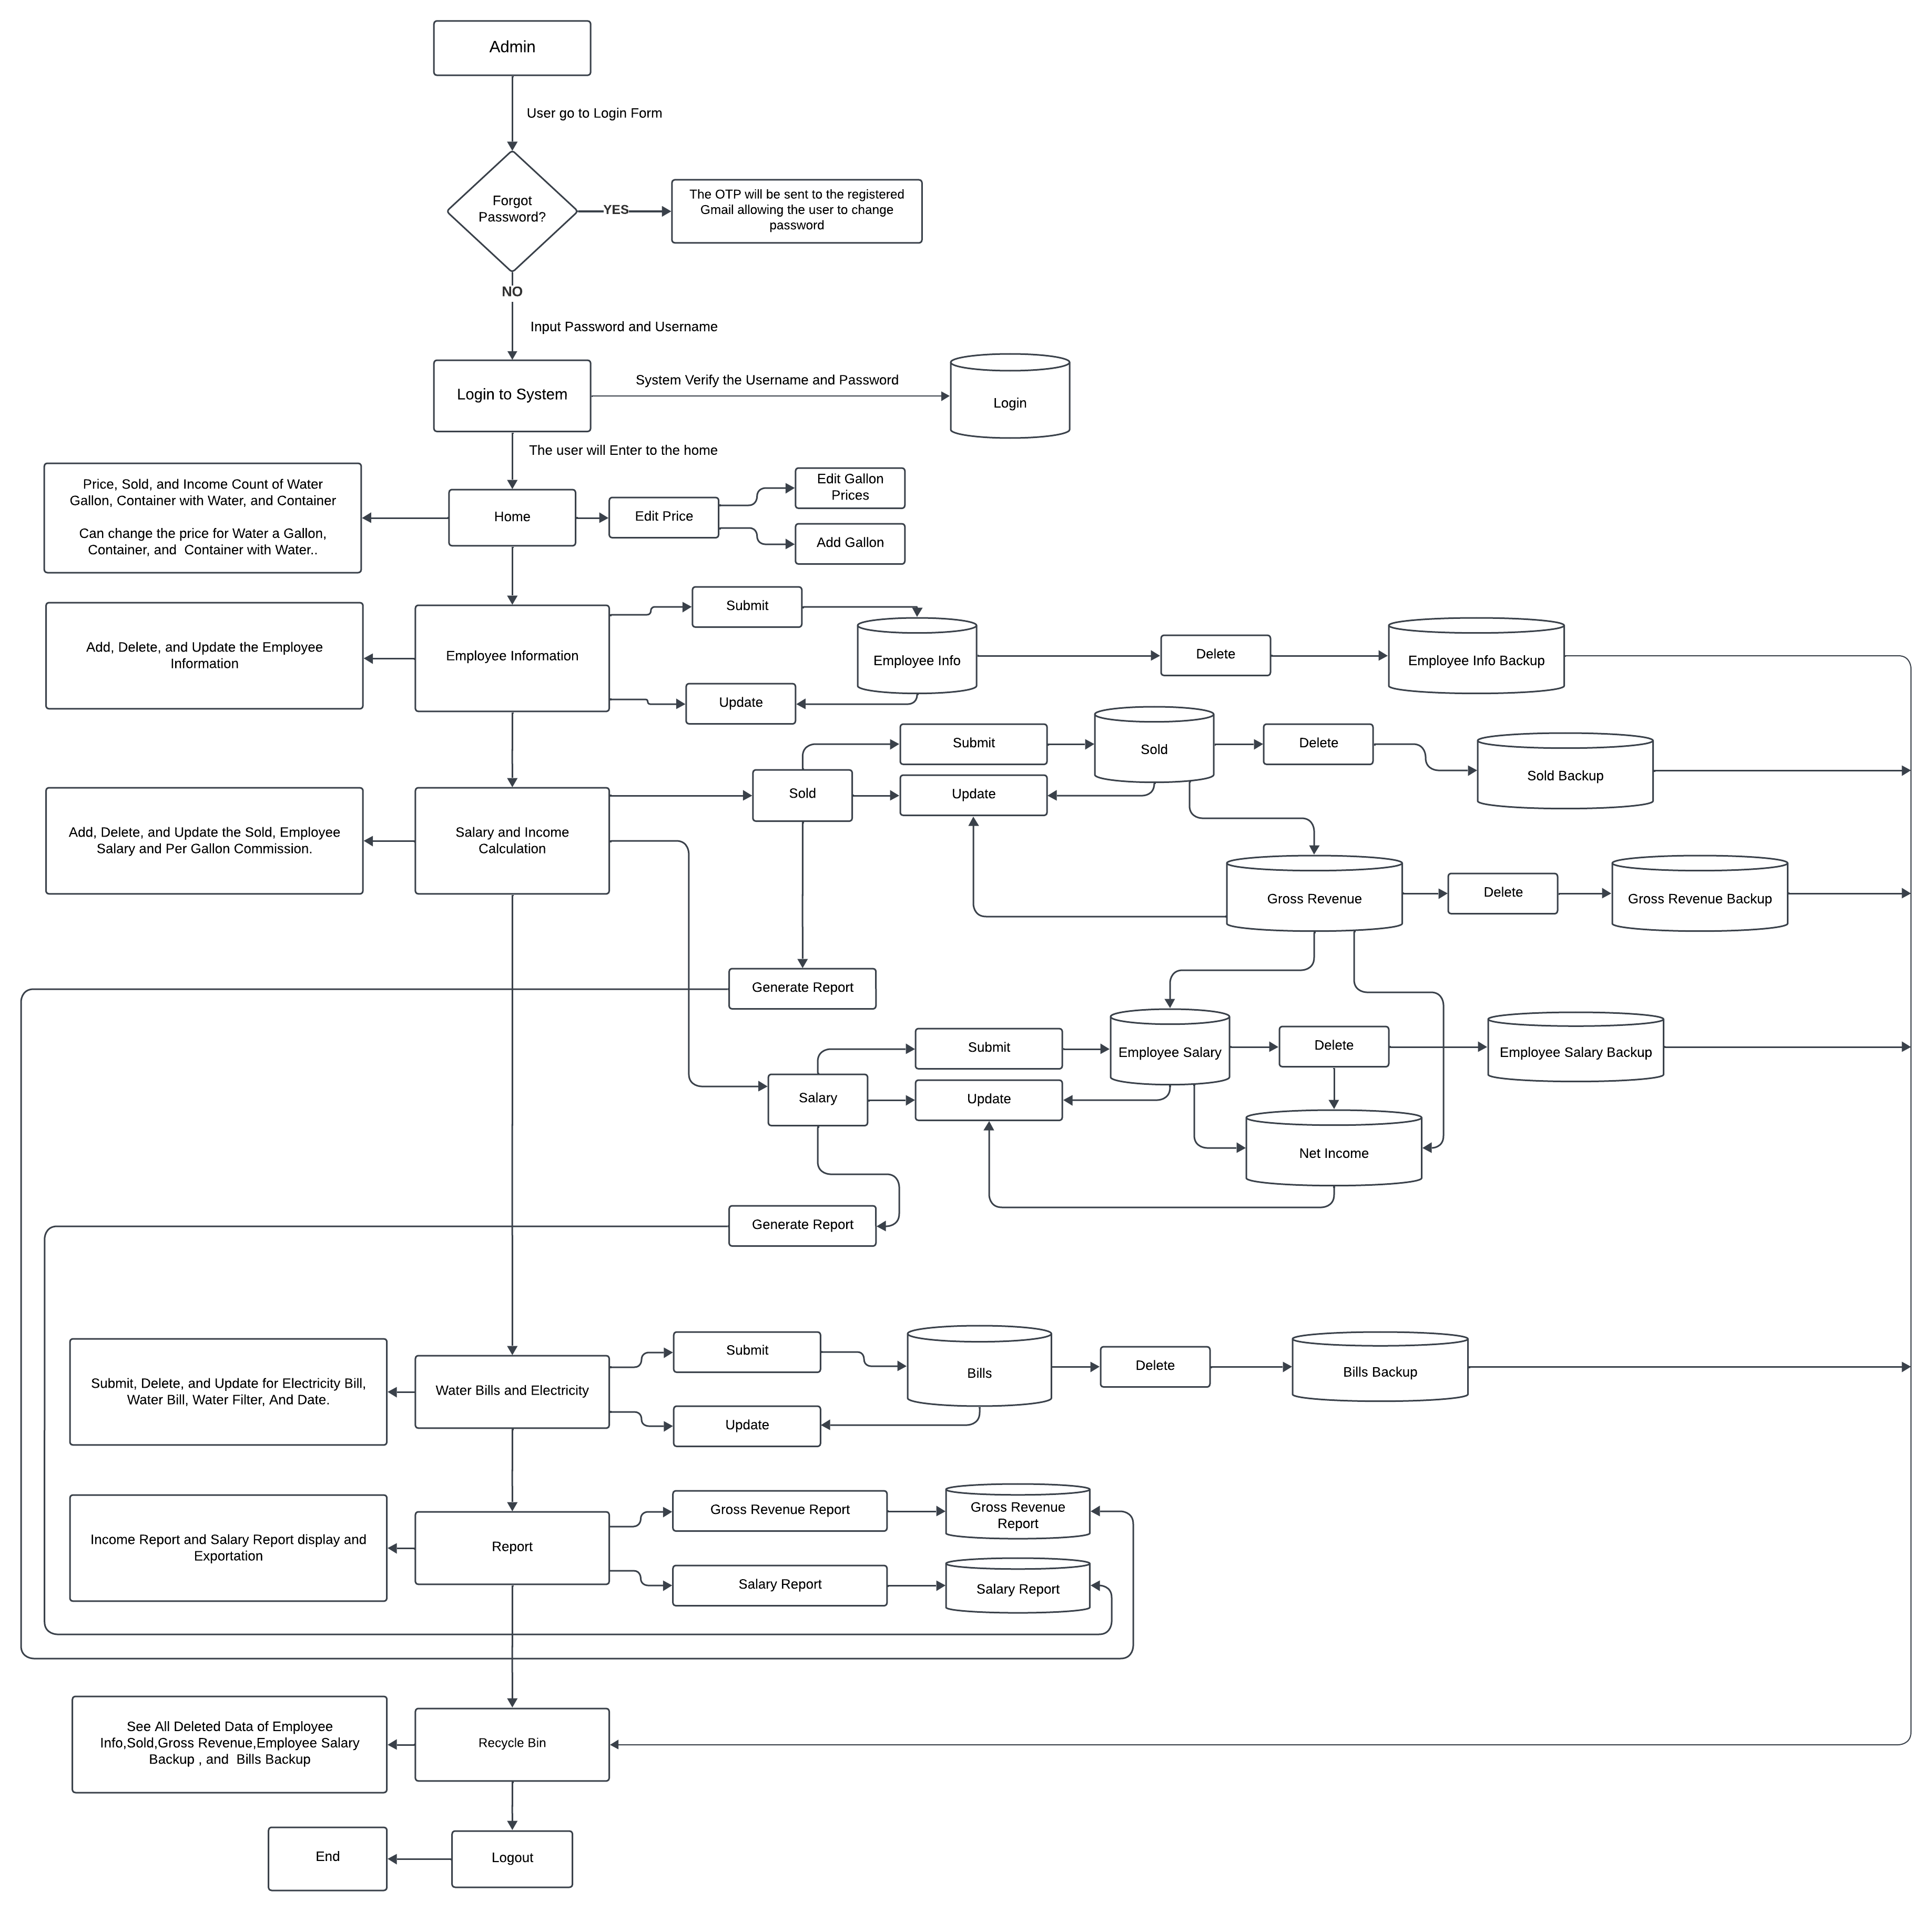 Admin
User go to Login Form
Forgot
Password?
YES
The OTP will be sent to the registered
Gmail allowing the user to change
password
NO
Input Password and Username
Login to System
System Verify the Username and Password
Login
The user will Enter to the home
Price, Sold, and Income Count of Water
Gallon, Container with Water, and Container
Can change the price for Water a Gallon,
Container, and  Container with Water..
Home
Edit Price
Edit Gallon
Prices
Add Gallon
Add, Delete, and Update the Employee
Information
Employee Information
Submit
Update
Employee Info
Delete
Employee Info Backup
Add, Delete, and Update the Sold, Employee
Salary and Per Gallon Commission.
Salary and Income
Calculation
Sold
Submit
Update
Sold
Delete
Sold Backup
Gross Revenue
Delete
Gross Revenue Backup
Generate Report
Salary
Submit
Update
Employee Salary
Delete
Employee Salary Backup
Net Income
Generate Report
Submit, Delete, and Update for Electricity Bill,
Water Bill, Water Filter, And Date.
Water Bills and Electricity
Submit
Update
Bills
Delete
Bills Backup
Income Report and Salary Report display and
Exportation
Report
Gross Revenue Report
Gross Revenue
Report
Salary Report
Salary Report
See All Deleted Data of Employee
Info,Sold,Gross Revenue,Employee Salary
Backup , and  Bills Backup
Recycle Bin
End
Logout